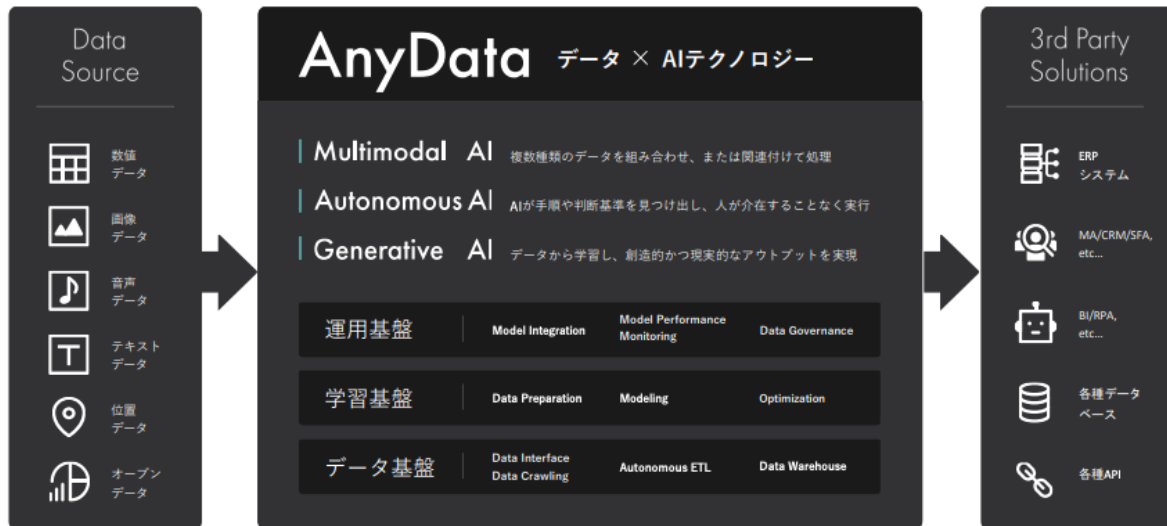 Data
Source
数値
データ
画像
データ
音声
データ
テキスト
データ
位置
データ
オープン
データ
AnyData データ × AIテクノロジー
Multimodal AI 複数種類のデータを組み合わせ、または関連付けて処理
Autonomous AI AIが手順や判断基準を見つけ出し、人が介在することなく実行
Generative AI データから学習し、創造的かつ現実的なアウトプットを実現
運用基盤
Model Integration
Model Performance
Monitoring
Data Governance
学習基盤
Data Preparation
Modeling
Optimization
データ基盤
Data Interface
Data Crawling
Autonomous ETL
Data Warehouse
3rd Party
Solutions
ERP
システム
MA/CRM/SFA,
etc...
BI/RPA,
etc...
各種データ
ベース
各種API